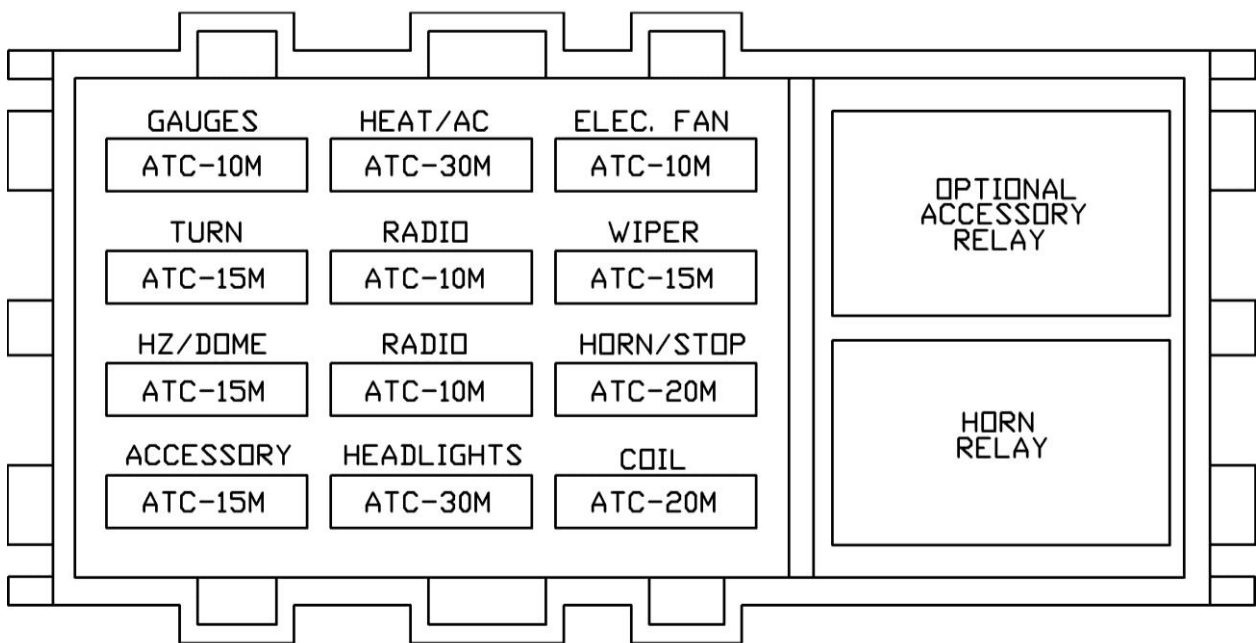 GAUGES HEAT/AC ELEC. FAN
ATC-10M ATC-30M ATC-10M
TURN RADIO WIPER
ATC-15M ATC-10M ATC-15M
HZ/DOME RADIO HORN/STOP
ATC-15M ATC-10M ATC-20M
ACCESSORY HEADLIGHTS COIL
ATC-15M ATC-30M ATC-20M
OPTIONAL
ACCESSORY
RELAY
HORN
RELAY